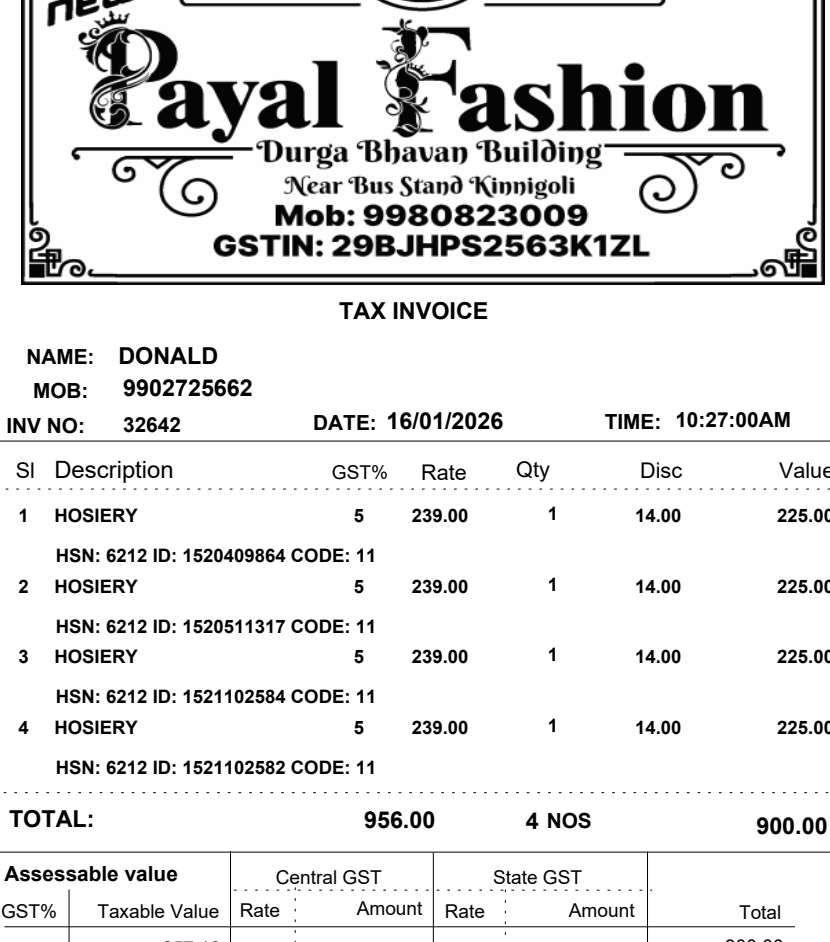 Payal Fashion
Durga Bhavan Building
Near Bus Stand Kinnigoli
Mob: 9980823009
GSTIN: 29BJHPS2563K1ZL
TAX INVOICE
NAME: DONALD
MOB: 9902725662
INV NO: 32642 DATE: 16/01/2026 TIME: 10:27:00AM
Sl Description GST% Rate Qty Disc Value
1 HOSIERY 5 239.00 1 14.00 225.00
HSN: 6212 ID: 1520409864 CODE: 11
2 HOSIERY 5 239.00 1 14.00 225.00
HSN: 6212 ID: 1520511317 CODE: 11
3 HOSIERY 5 239.00 1 14.00 225.00
HSN: 6212 ID: 1521102584 CODE: 11
4 HOSIERY 5 239.00 1 14.00 225.00
HSN: 6212 ID: 1521102582 CODE: 11
TOTAL: 956.00 4 NOS 900.00
Assessable value Central GST State GST
GST% Taxable Value Rate Amount Rate Amount Total